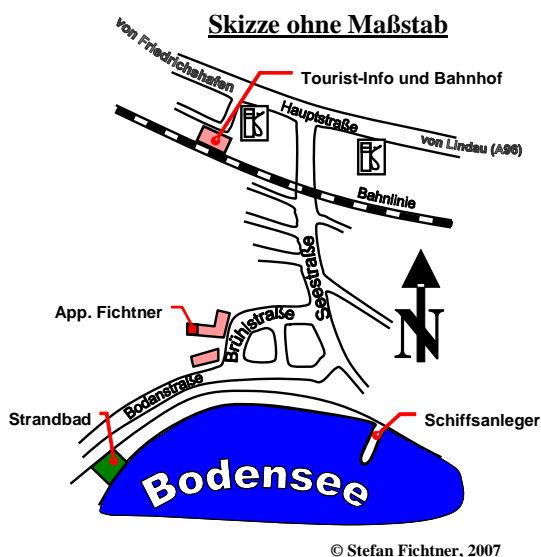 Skizze ohne Maßstab
von Friedrichshafen
Tourist-Info und Bahnhof
Hauptstraße
von Lindau (A96)
Bahnlinie
Seestraße
App. Fichtner
Brühlstraße
N
Bodanstraße
Strandbad
Schiffsanleger
Bodensee
© Stefan Fichtner, 2007